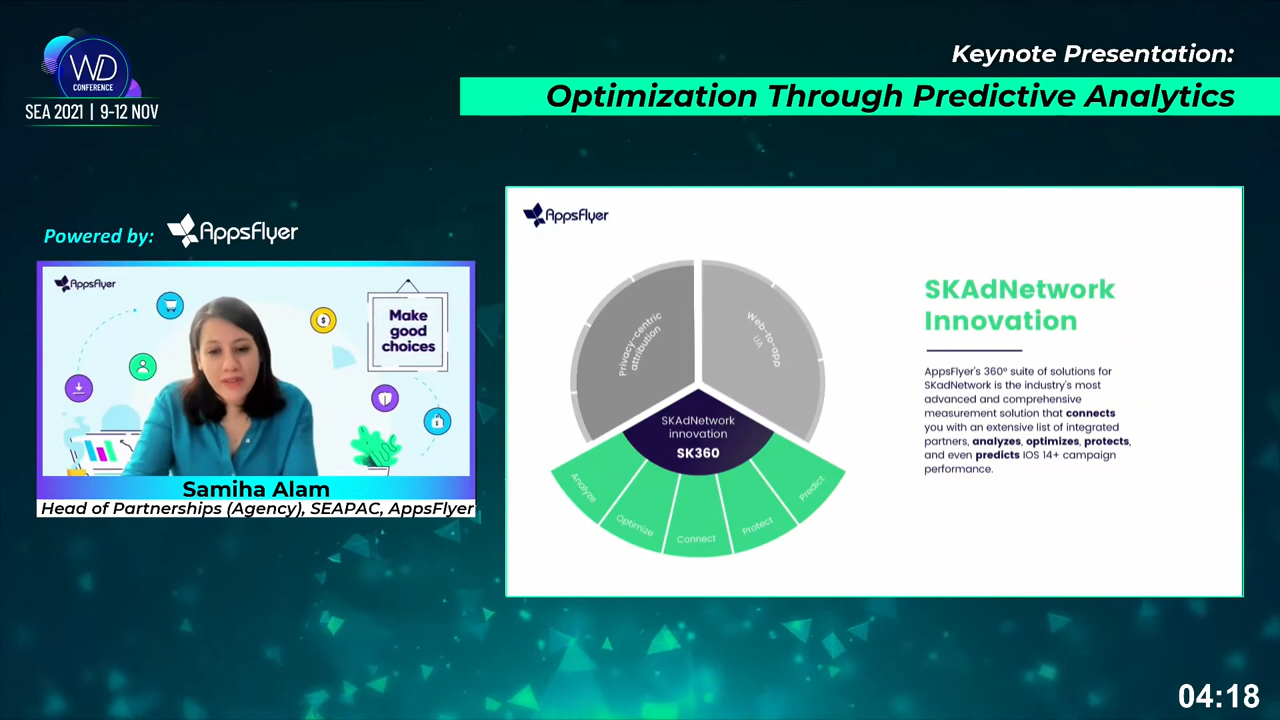 WD
CONFERENCE
SEA 2021 | 9-12 NOV
Keynote Presentation:
Optimization Through Predictive Analytics
Powered by: AppsFlyer
AppsFlyer
Make
good
choices
$
Samiha Alam
Head of Partnerships (Agency), SEAPAC, AppsFlyer
AppsFlyer
Privacy-centric
attribution
Web-to-app
UA
SKAdNetwork
innovation
SK360
Analyze
Optimize
Connect
Protect
Predict
SKAdNetwork
Innovation
AppsFlyer's 360° suite of solutions for
SKadNetwork is the industry's most
advanced and comprehensive
measurement solution that connects
you with an extensive list of integrated
partners, analyzes, optimizes, protects,
and even predicts IOS 14+ campaign
performance.
04:18